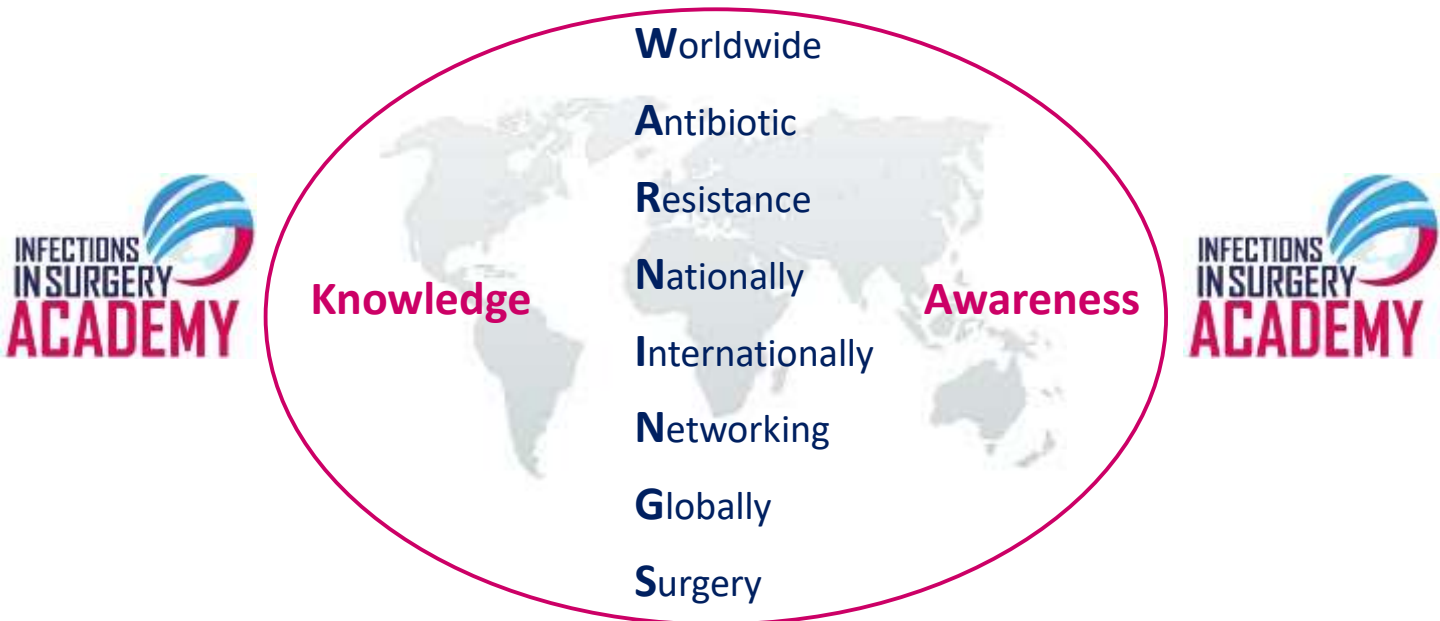 Worldwide
Antibiotic
Resistance
Nationally
Internationally
Networking
Globally
Surgery
Knowledge
Awareness
INFECTIONS
IN SURGERY
ACADEMY
INFECTIONS
IN SURGERY
ACADEMY